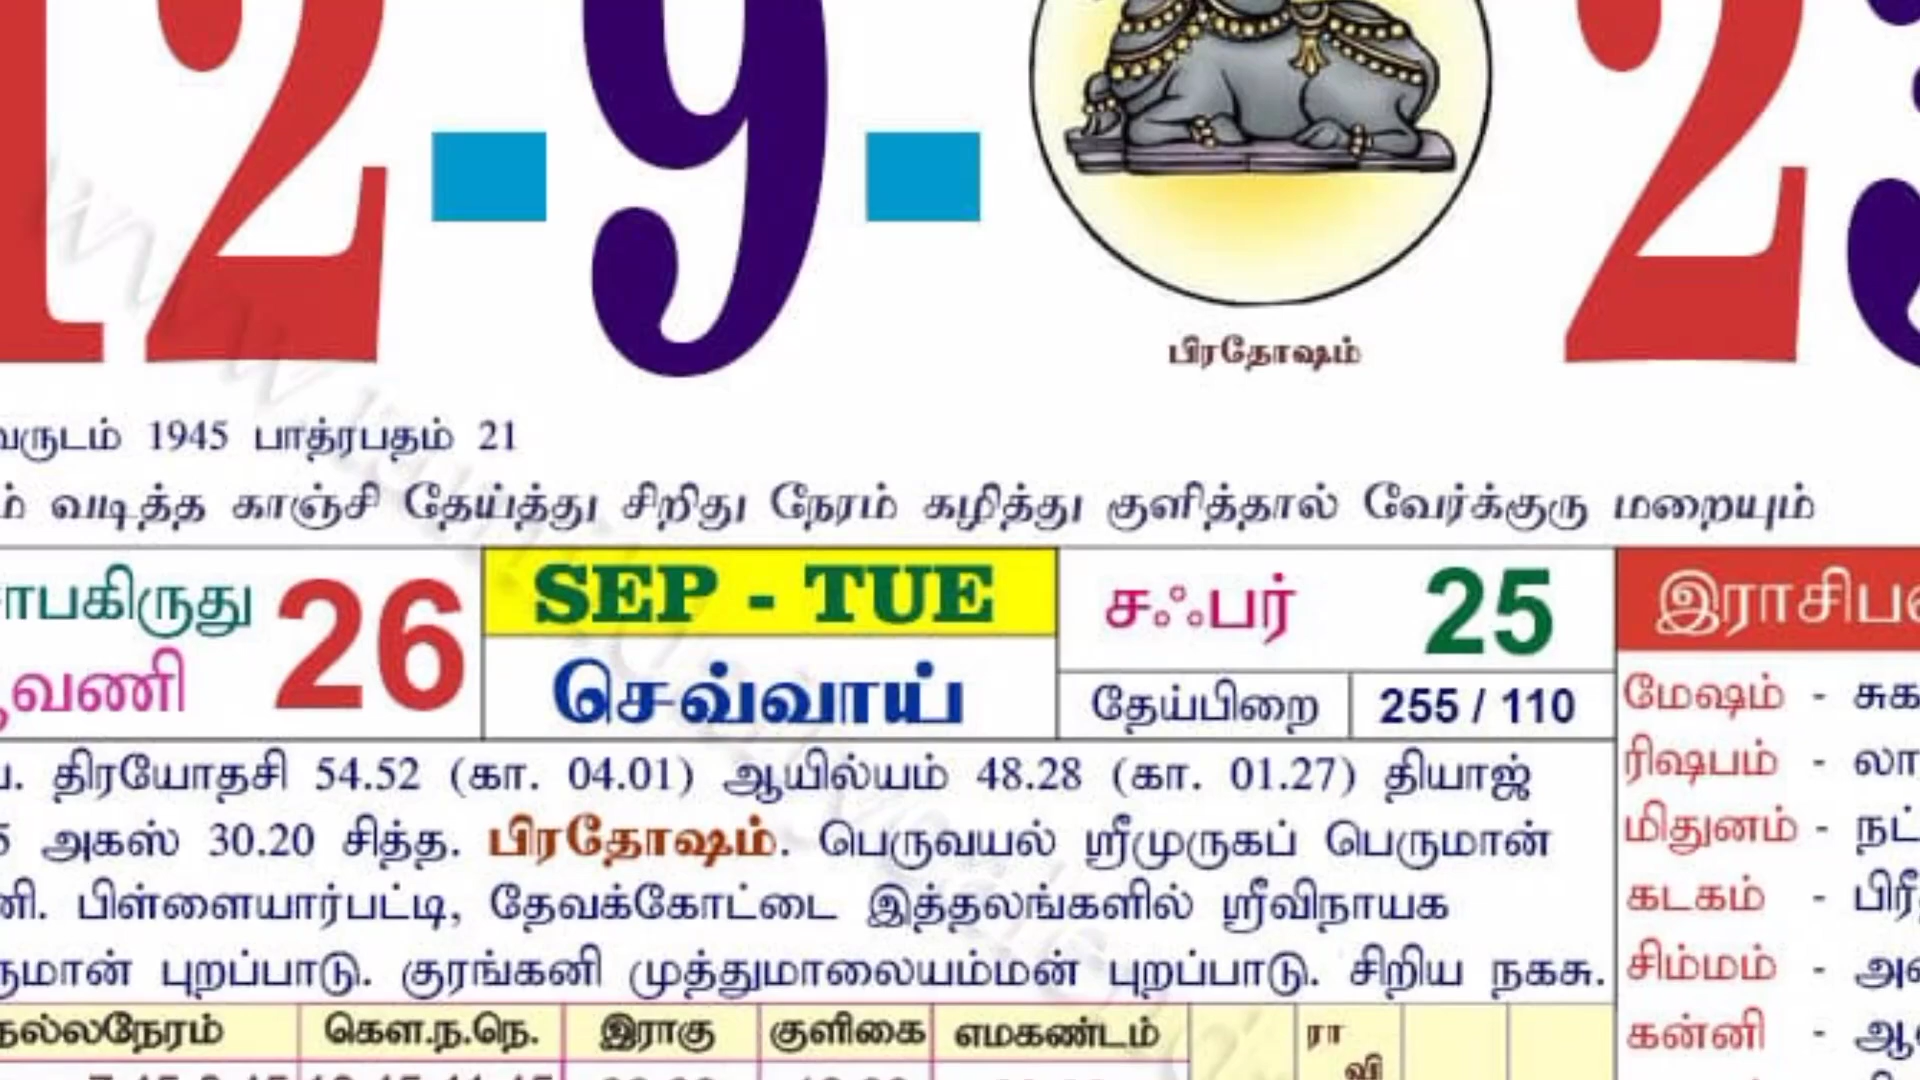 12-9- 23
பிரதோஷம்
வருடம் 1945 பாத்ரபதம் 21
வடித்த காஞ்சி தேய்த்து சிறிது நேரம் கழித்து குளித்தால் வேர்க்குரு மறையும்
26 SEP - TUE சஃபர் 25
செவ்வாய் தேய்பிறை 255 / 110
திரயோதசி 54.52 (கா. 04.01) ஆயில்யம் 48.28 (கா. 01.27) தியாஜ்
அகஸ் 30.20 சித்த. பிரதோஷம். பெருவயல் ஸ்ரீமுருகப் பெருமான்
பிள்ளையார்பட்டி, தேவக்கோட்டை இத்தலங்களில் ஸ்ரீவிநாயக
புறப்பாடு. குரங்கனி முத்துமாலையம்மன் புறப்பாடு. சிறிய நகசு.
மேஷம் -
ரிஷபம் -
மிதுனம் -
கடகம் -
சிம்மம் -
கன்னி -
நல்லநேரம் கௌ.ந.நெ. இராகு குளிகை எமகண்டம் ரா
வி